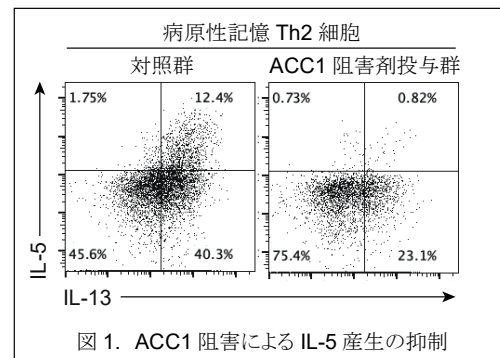 病原性記憶 Th2 細胞
対照群
ACC1 阻害剤投与群
1.75%
12.4%
0.73%
0.82%
IL-5
45.6%
40.3%
75.4%
23.1%
IL-13
図 1. ACC1 阻害による IL-5 産生の抑制